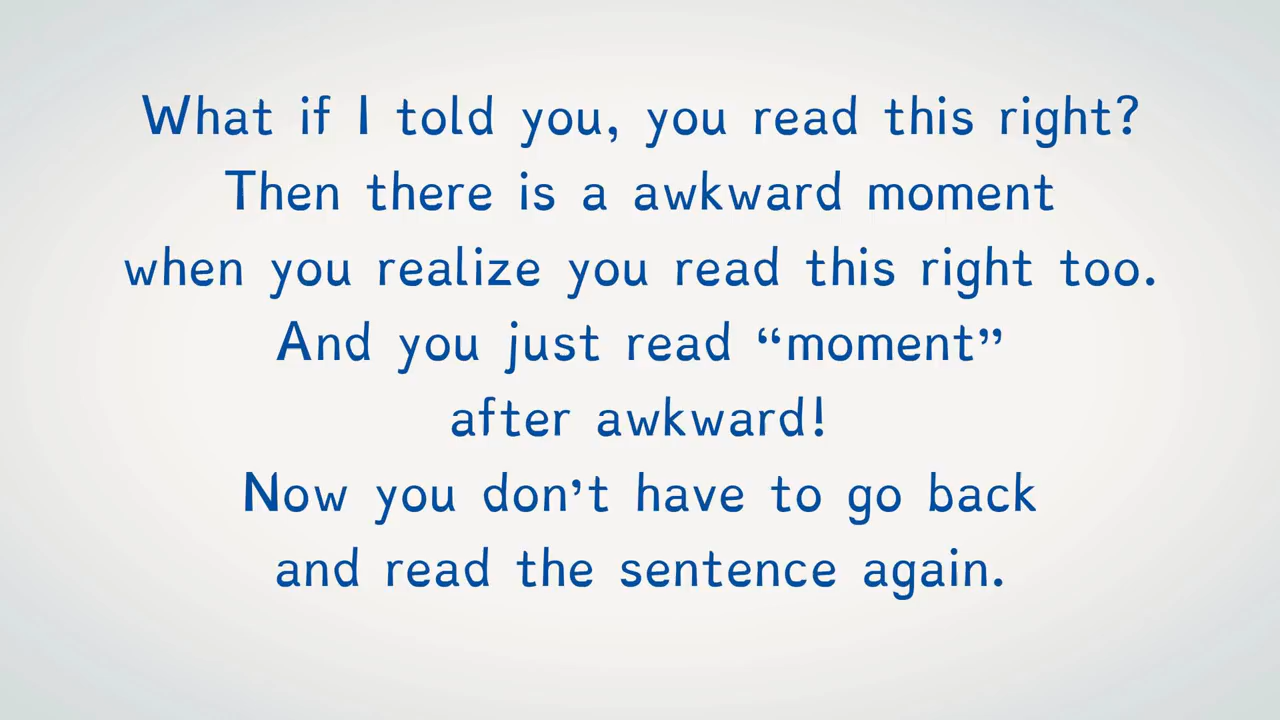 What if I told you, you read this right?
Then there is a awkward moment
when you realize you read this right too.
And you just read “moment”
after awkward!
Now you don’t have to go back
and read the sentence again.